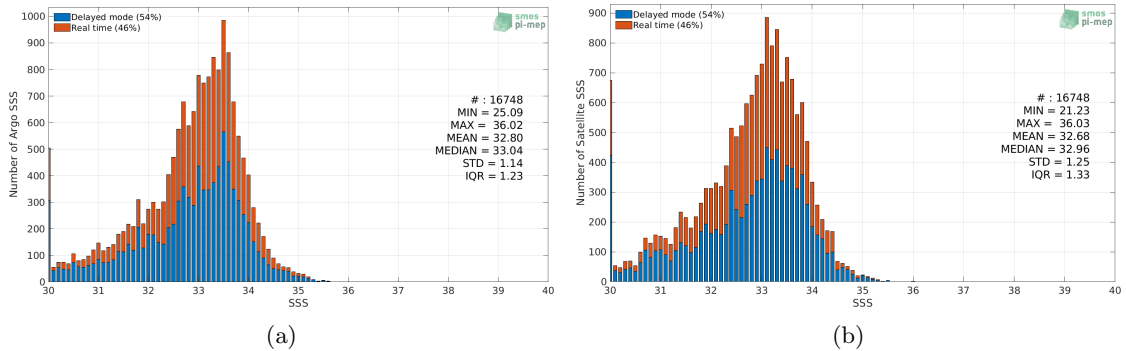 Delayed mode (54%)
Real time (46%)
smos
pi-mep
1000
900
800
700
600
500
400
300
200
100
0
Number of Argo SSS
# : 16748
MIN = 25.09
MAX = 36.02
MEAN = 32.80
MEDIAN = 33.04
STD = 1.14
IQR = 1.23
30 31 32 33 34 35 36 37 38 39 40
SSS
(a)
Delayed mode (54%)
Real time (46%)
smos
pi-mep
900
800
700
600
500
400
300
200
100
0
Number of Satellite SSS
# : 16748
MIN = 21.23
MAX = 36.03
MEAN = 32.68
MEDIAN = 32.96
STD = 1.25
IQR = 1.33
30 31 32 33 34 35 36 37 38 39 40
SSS
(b)